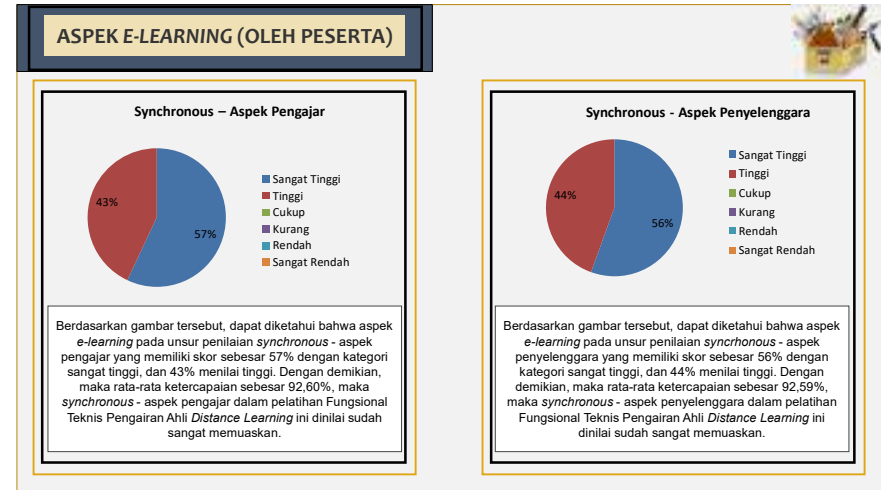 ASPEK E-LEARNING (OLEH PESERTA)
Synchronous – Aspek Pengajar
43%
57%
Sangat Tinggi
Tinggi
Cukup
Kurang
Rendah
Sangat Rendah
Berdasarkan gambar tersebut, dapat diketahui bahwa aspek
e-learning pada unsur penilaian synchronous - aspek
pengajar yang memiliki skor sebesar 57% dengan kategori
sangat tinggi, dan 43% menilai tinggi. Dengan demikian,
maka rata-rata ketercapaian sebesar 92,60%, maka
synchronous - aspek pengajar dalam pelatihan Fungsional
Teknis Pengairan Ahli Distance Learning ini dinilai sudah
sangat memuaskan.
Synchronous - Aspek Penyelenggara
44%
56%
Sangat Tinggi
Tinggi
Cukup
Kurang
Rendah
Sangat Rendah
Berdasarkan gambar tersebut, dapat diketahui bahwa aspek
e-learning pada unsur penilaian syncrhonous - aspek
penyelenggara yang memiliki skor sebesar 56% dengan
kategori sangat tinggi, dan 44% menilai tinggi. Dengan
demikian, maka rata-rata ketercapaian sebesar 92,59%,
maka synchronous - aspek penyelenggara dalam pelatihan
Fungsional Teknis Pengairan Ahli Distance Learning ini
dinilai sudah sangat memuaskan.